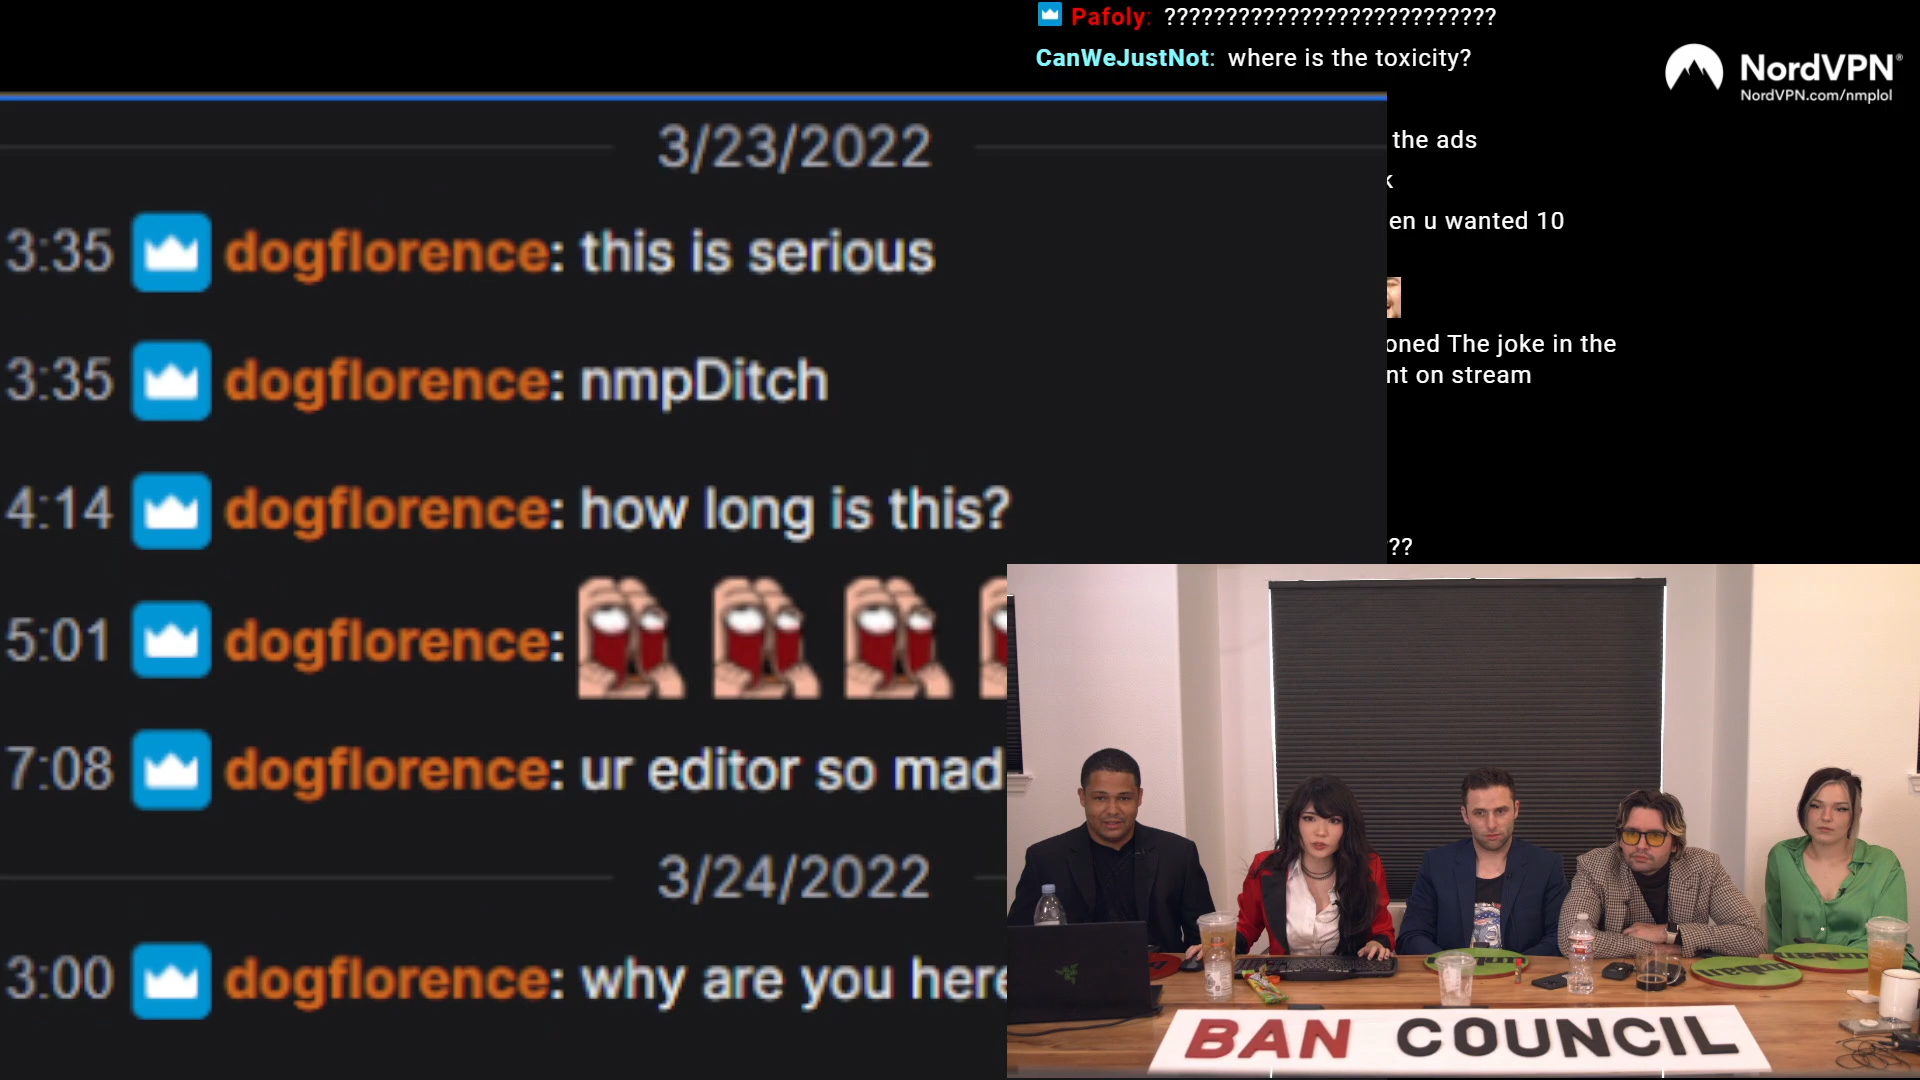 Pafoly: ???????????????????????????
CanWeJustNot: where is the toxicity?
NordVPN®
NordVPN.com/nmplol
the ads
k
en u wanted 10
oned The joke in the
nt on stream
??
3/23/2022
3:35 dogflorence: this is serious
3:35 dogflorence: nmpDitch
4:14 dogflorence: how long is this?
5:01 dogflorence:
7:08 dogflorence: ur editor so mad
3/24/2022
3:00 dogflorence: why are you here
unban
unban
BAN COUNCIL